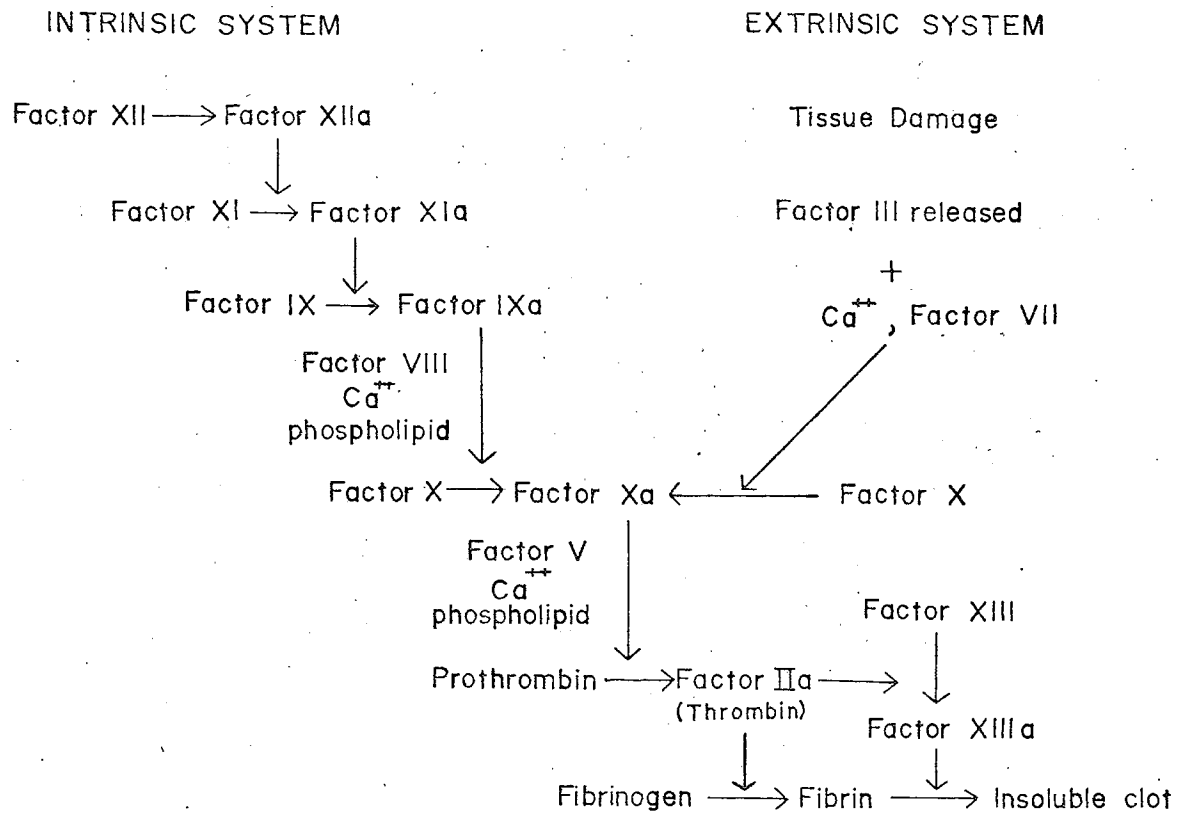 INTRINSIC SYSTEM
EXTRINSIC SYSTEM
Factor XII → Factor XIIa
Tissue Damage
Factor XI → Factor XIa
Factor III released
+
Factor IX → Factor IXa
Ca++, Factor VII
Factor VIII
Ca++
phospholipid
Factor X → Factor Xa ← Factor X
Factor V
Ca++
phospholipid
Factor XIII
Prothrombin → Factor IIa →
(Thrombin)
Factor XIIIa
Fibrinogen → Fibrin → Insoluble clot